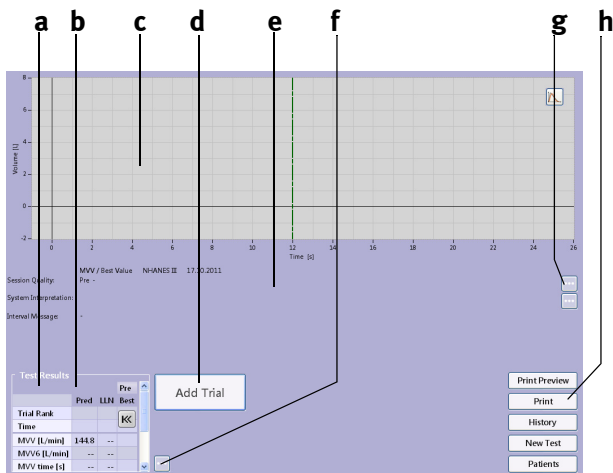 a b c d e f g h
8
6
4
2
0
-2
Volume [L]
0 2 4 6 8 10 12 14 16 18 20 22 24 26
Time [s]
MVV / Best Value NHANES III 17.10.2011
Session Quality: Pre -
System Interpretation:
Interval Message: -
Test Results
Pre
Pred LLN Best
Trial Rank
Time
MVV [L/min] 144.8 --
MVV6 [L/min] -- --
MVV time [s] -- --
Add Trial
Print Preview
Print
History
New Test
Patients